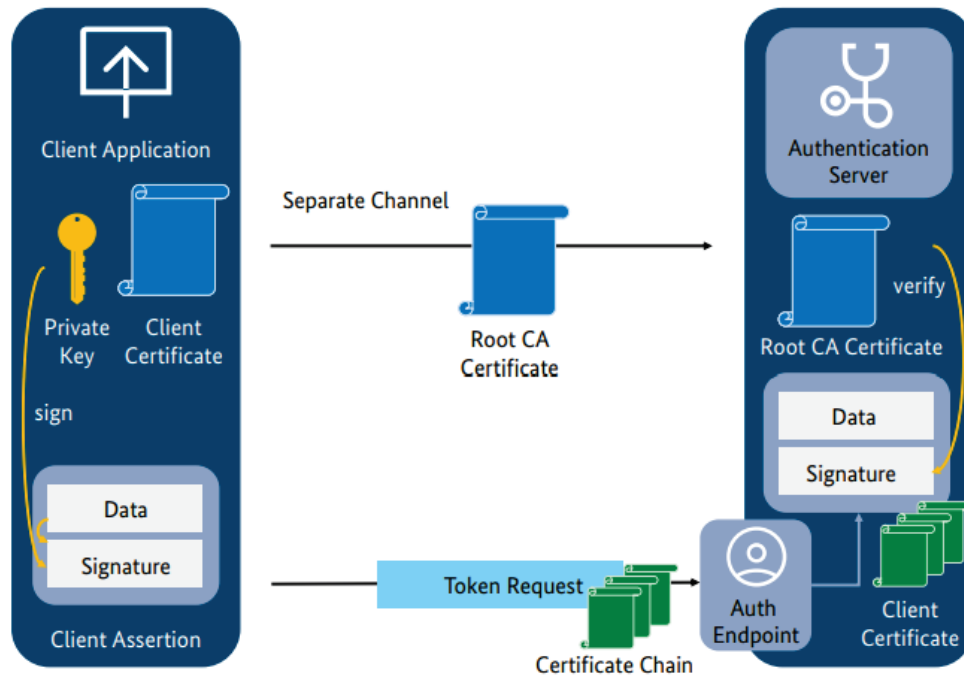 Client Application
Private
Key
Client
Certificate
sign
Data
Signature
Client Assertion
Separate Channel
Root CA
Certificate
Token Request
Certificate Chain
Auth
Endpoint
Authentication
Server
verify
Root CA Certificate
Data
Signature
Client
Certificate